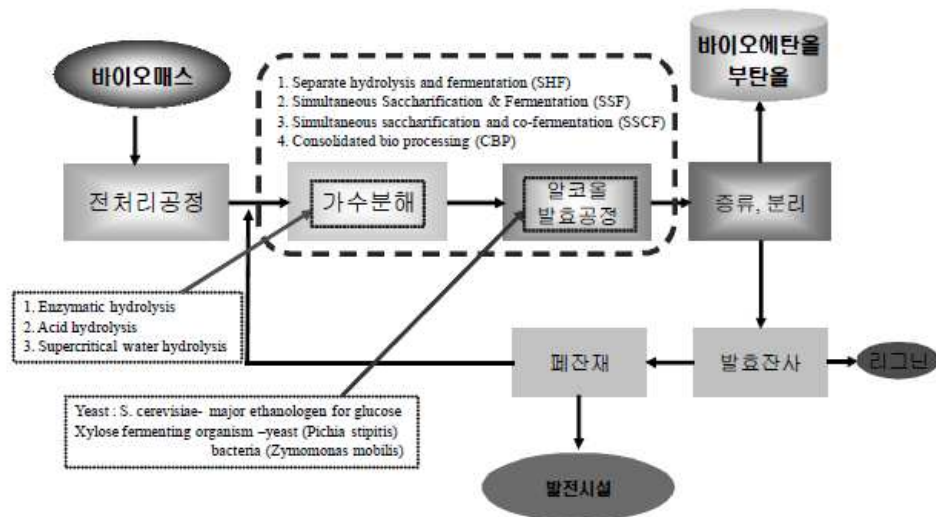 바이오매스
1. Separate hydrolysis and fermentation (SHF)
2. Simultaneous Saccharification & Fermentation (SSF)
3. Simultaneous saccharification and co-fermentation (SSCF)
4. Consolidated bio processing (CBP)
바이오에탄올
부탄올
전처리공정
가수분해
알코올
발효공정
증류, 분리
1. Enzymatic hydrolysis
2. Acid hydrolysis
3. Supercritical water hydrolysis
폐잔재
발효잔사
리그닌
Yeast : S. cerevisiae- major ethanologen for glucose
Xylose fermenting organism –yeast (Pichia stipitis)
bacteria (Zymomonas mobilis)
발전시설